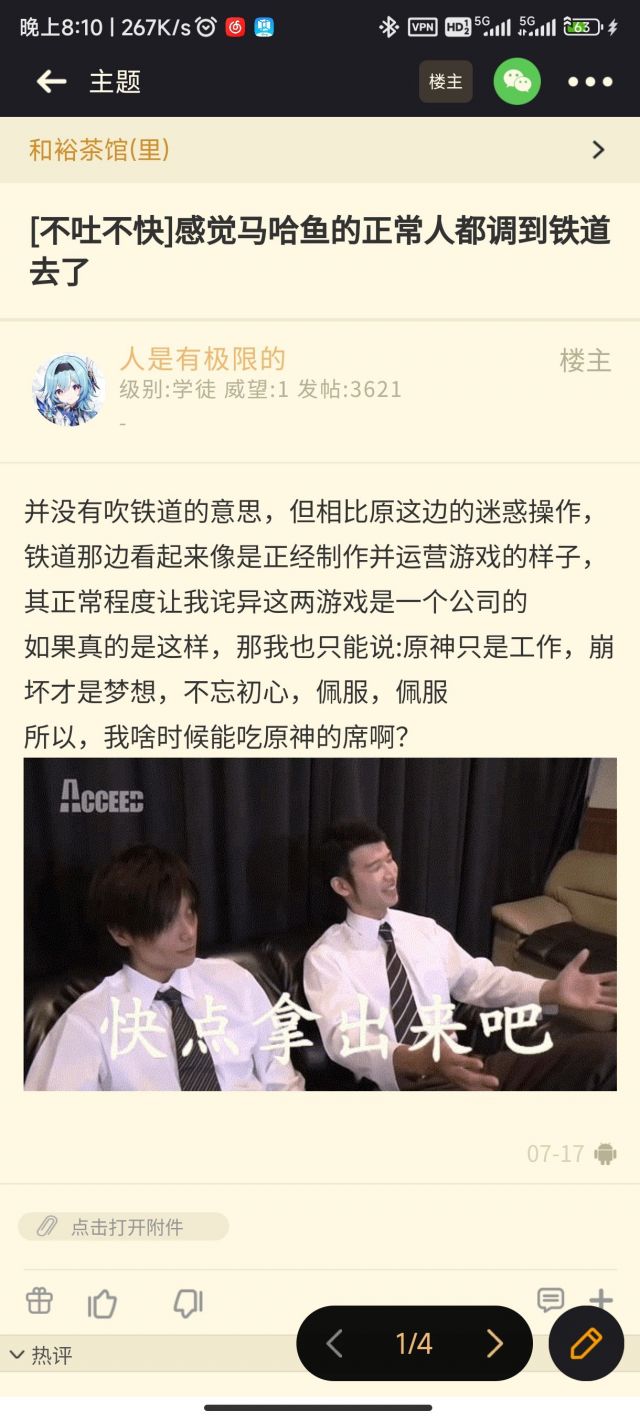 晚上8:10 | 267K/s
VPN HD 5G 5G 63
主题
楼主
和裕茶馆(里)
[不吐不快]感觉马哈鱼的正常人都调到铁道
去了
人是有极限的
楼主
级别:学徒 威望:1 发帖:3621
-
并没有吹铁道的意思，但相比原这边的迷惑操作，
铁道那边看起来像是正经制作并运营游戏的样子，
其正常程度让我诧异这两游戏是一个公司的
如果真的是这样，那我也只能说:原神只是工作，崩
坏才是梦想，不忘初心，佩服，佩服
所以，我啥时候能吃原神的席啊？
ACCEED
快点拿出来吧
07-17
点击打开附件
1/4
热评